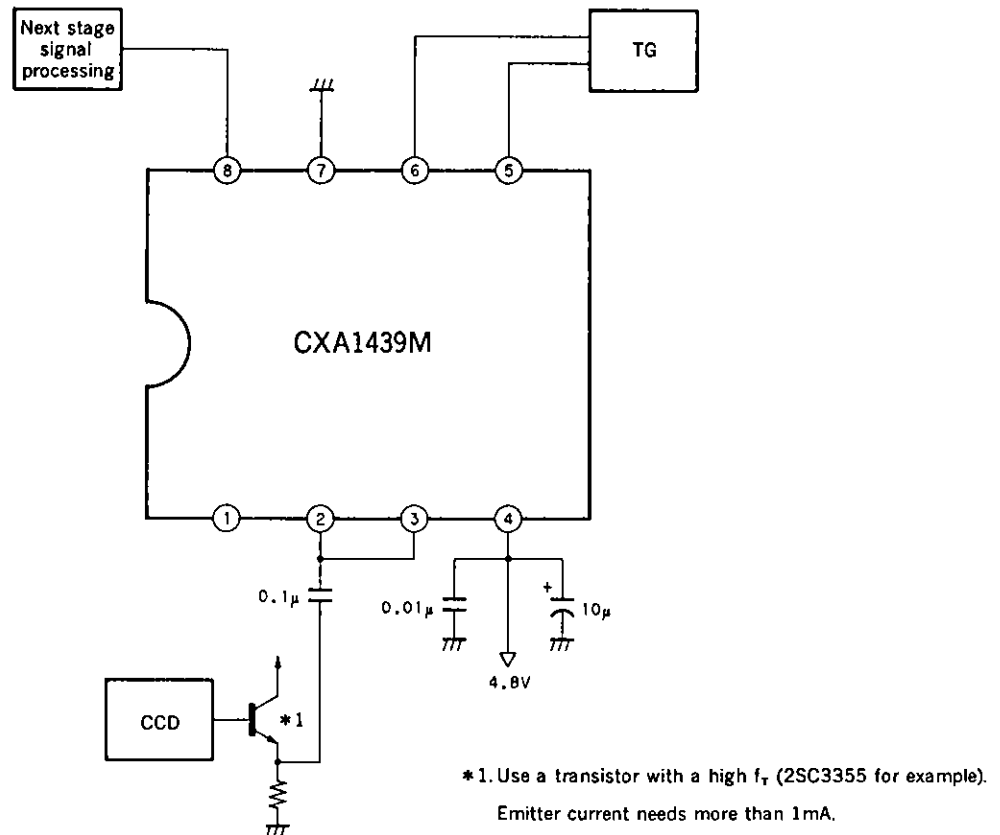 Next stage
signal
processing
TG
8
7
6
5
CXA1439M
1
2
3
4
0.1μ
0.01μ
+
10μ
4.8V
CCD
*1
*1. Use a transistor with a high fT (2SC3355 for example).
Emitter current needs more than 1mA.